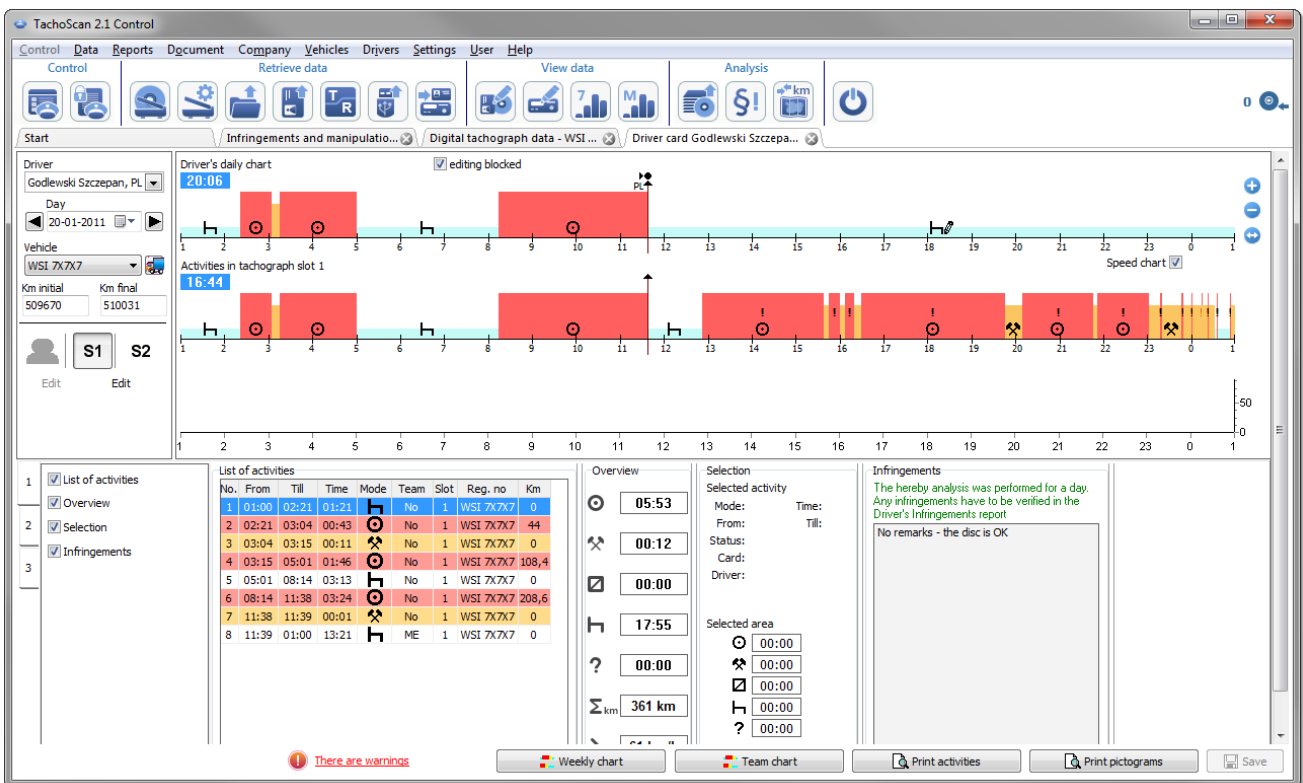 TachoScan 2.1 Control
Control Data Reports Document Company Vehicles Drivers Settings User Help
Control Retrieve data View data Analysis
T R 7 M §! km 0
Start Infringements and manipulatio... Digital tachograph data - WSI ... Driver card Godlewski Szczepa...
Driver
Godlewski Szczepan, PL
Day
20-01-2011
Vehicle
WSI 7X7X7
Km initial Km final
509670 510031
S1 S2
Edit Edit
Driver's daily chart editing blocked
20:06
PL
1 2 3 4 5 6 7 8 9 10 11 12 13 14 15 16 17 18 19 20 21 22 23 0 1
Activities in tachograph slot 1 Speed chart
16:44
! ! ! ! ! ! ! ! ! ! ! !
1 2 3 4 5 6 7 8 9 10 11 12 13 14 15 16 17 18 19 20 21 22 23 0 1
50
0
1 2 3 4 5 6 7 8 9 10 11 12 13 14 15 16 17 18 19 20 21 22 23 0 1
1
2
3
List of activities
Overview
Selection
Infringements
List of activities
No. From Till Time Mode Team Slot Reg. no Km
1 01:00 02:21 01:21 No 1 WSI 7X7X7 0
2 02:21 03:04 00:43 No 1 WSI 7X7X7 44
3 03:04 03:15 00:11 No 1 WSI 7X7X7 0
4 03:15 05:01 01:46 No 1 WSI 7X7X7 108,4
5 05:01 08:14 03:13 No 1 WSI 7X7X7 0
6 08:14 11:38 03:24 No 1 WSI 7X7X7 208,6
7 11:38 11:39 00:01 No 1 WSI 7X7X7 0
8 11:39 01:00 13:21 ME 1 WSI 7X7X7 0
Overview
05:53
00:12
00:00
17:55
? 00:00
Σkm 361 km
Selection
Selected activity
Mode: Time:
From: Till:
Status:
Card:
Driver:
Selected area
00:00
00:00
00:00
00:00
? 00:00
Infringements
The hereby analysis was performed for a day.
Any infringements have to be verified in the
Driver's Infringements report
No remarks - the disc is OK
There are warnings Weekly chart Team chart Print activities Print pictograms Save